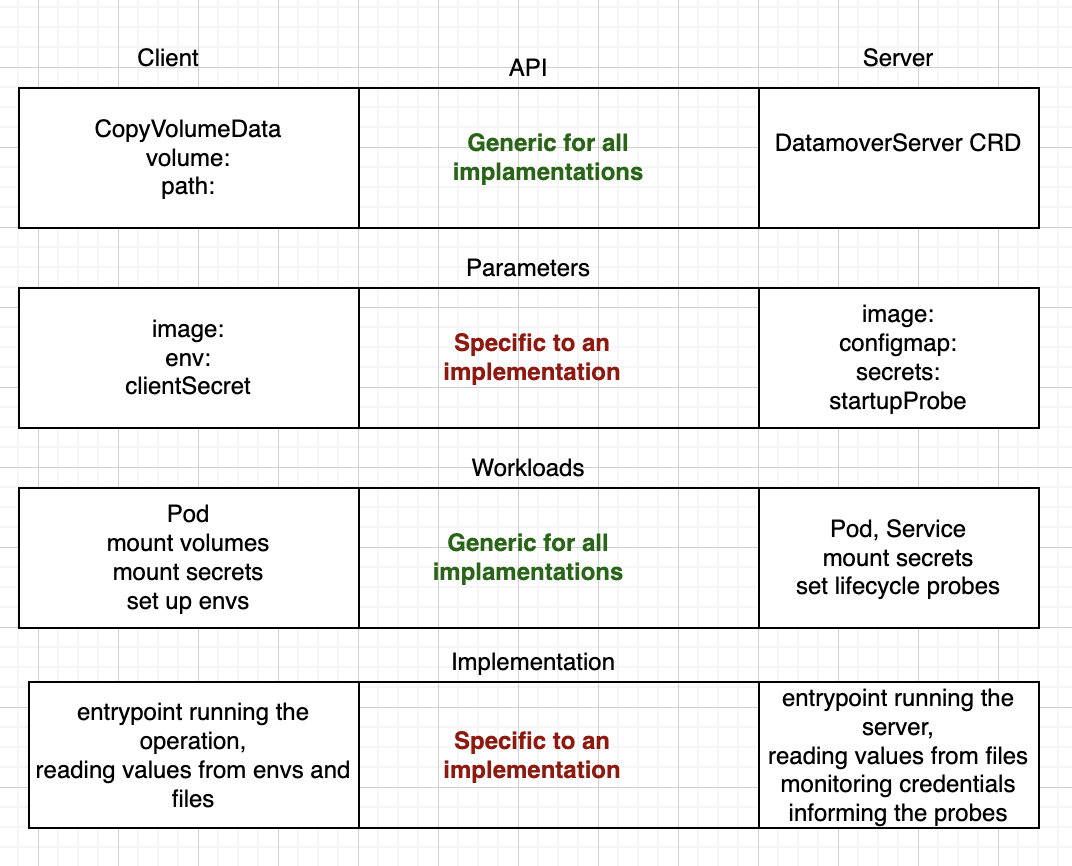 Client
API
Server
CopyVolumeData
volume:
path:
Generic for all
implamentations
DatamoverServer CRD
Parameters
image:
env:
clientSecret
Specific to an
implementation
image:
configmap:
secrets:
startupProbe
Workloads
Pod
mount volumes
mount secrets
set up envs
Generic for all
implamentations
Pod, Service
mount secrets
set lifecycle probes
Implementation
entrypoint running the
operation,
reading values from envs and
files
Specific to an
implementation
entrypoint running the
server,
reading values from files
monitoring credentials
informing the probes